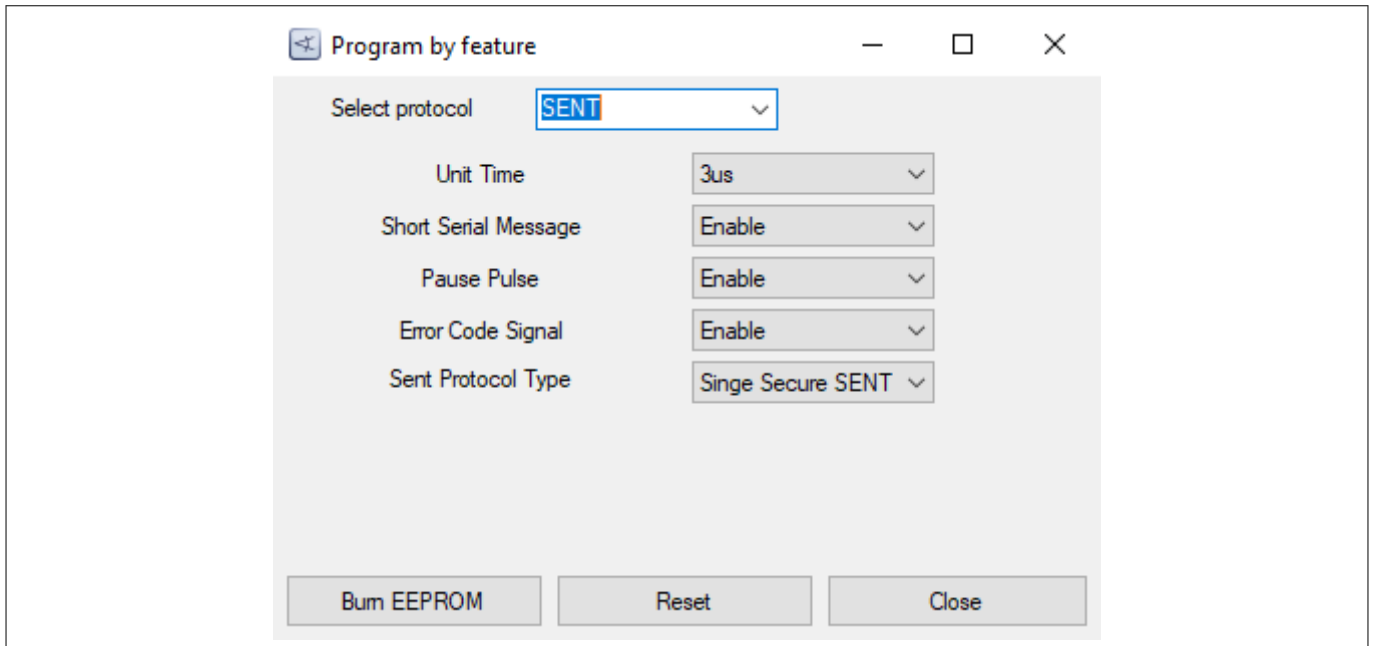 Program by feature
Select protocol SENT
Unit Time 3us
Short Serial Message Enable
Pause Pulse Enable
Error Code Signal Enable
Sent Protocol Type Singe Secure SENT
Burn EEPROM Reset Close